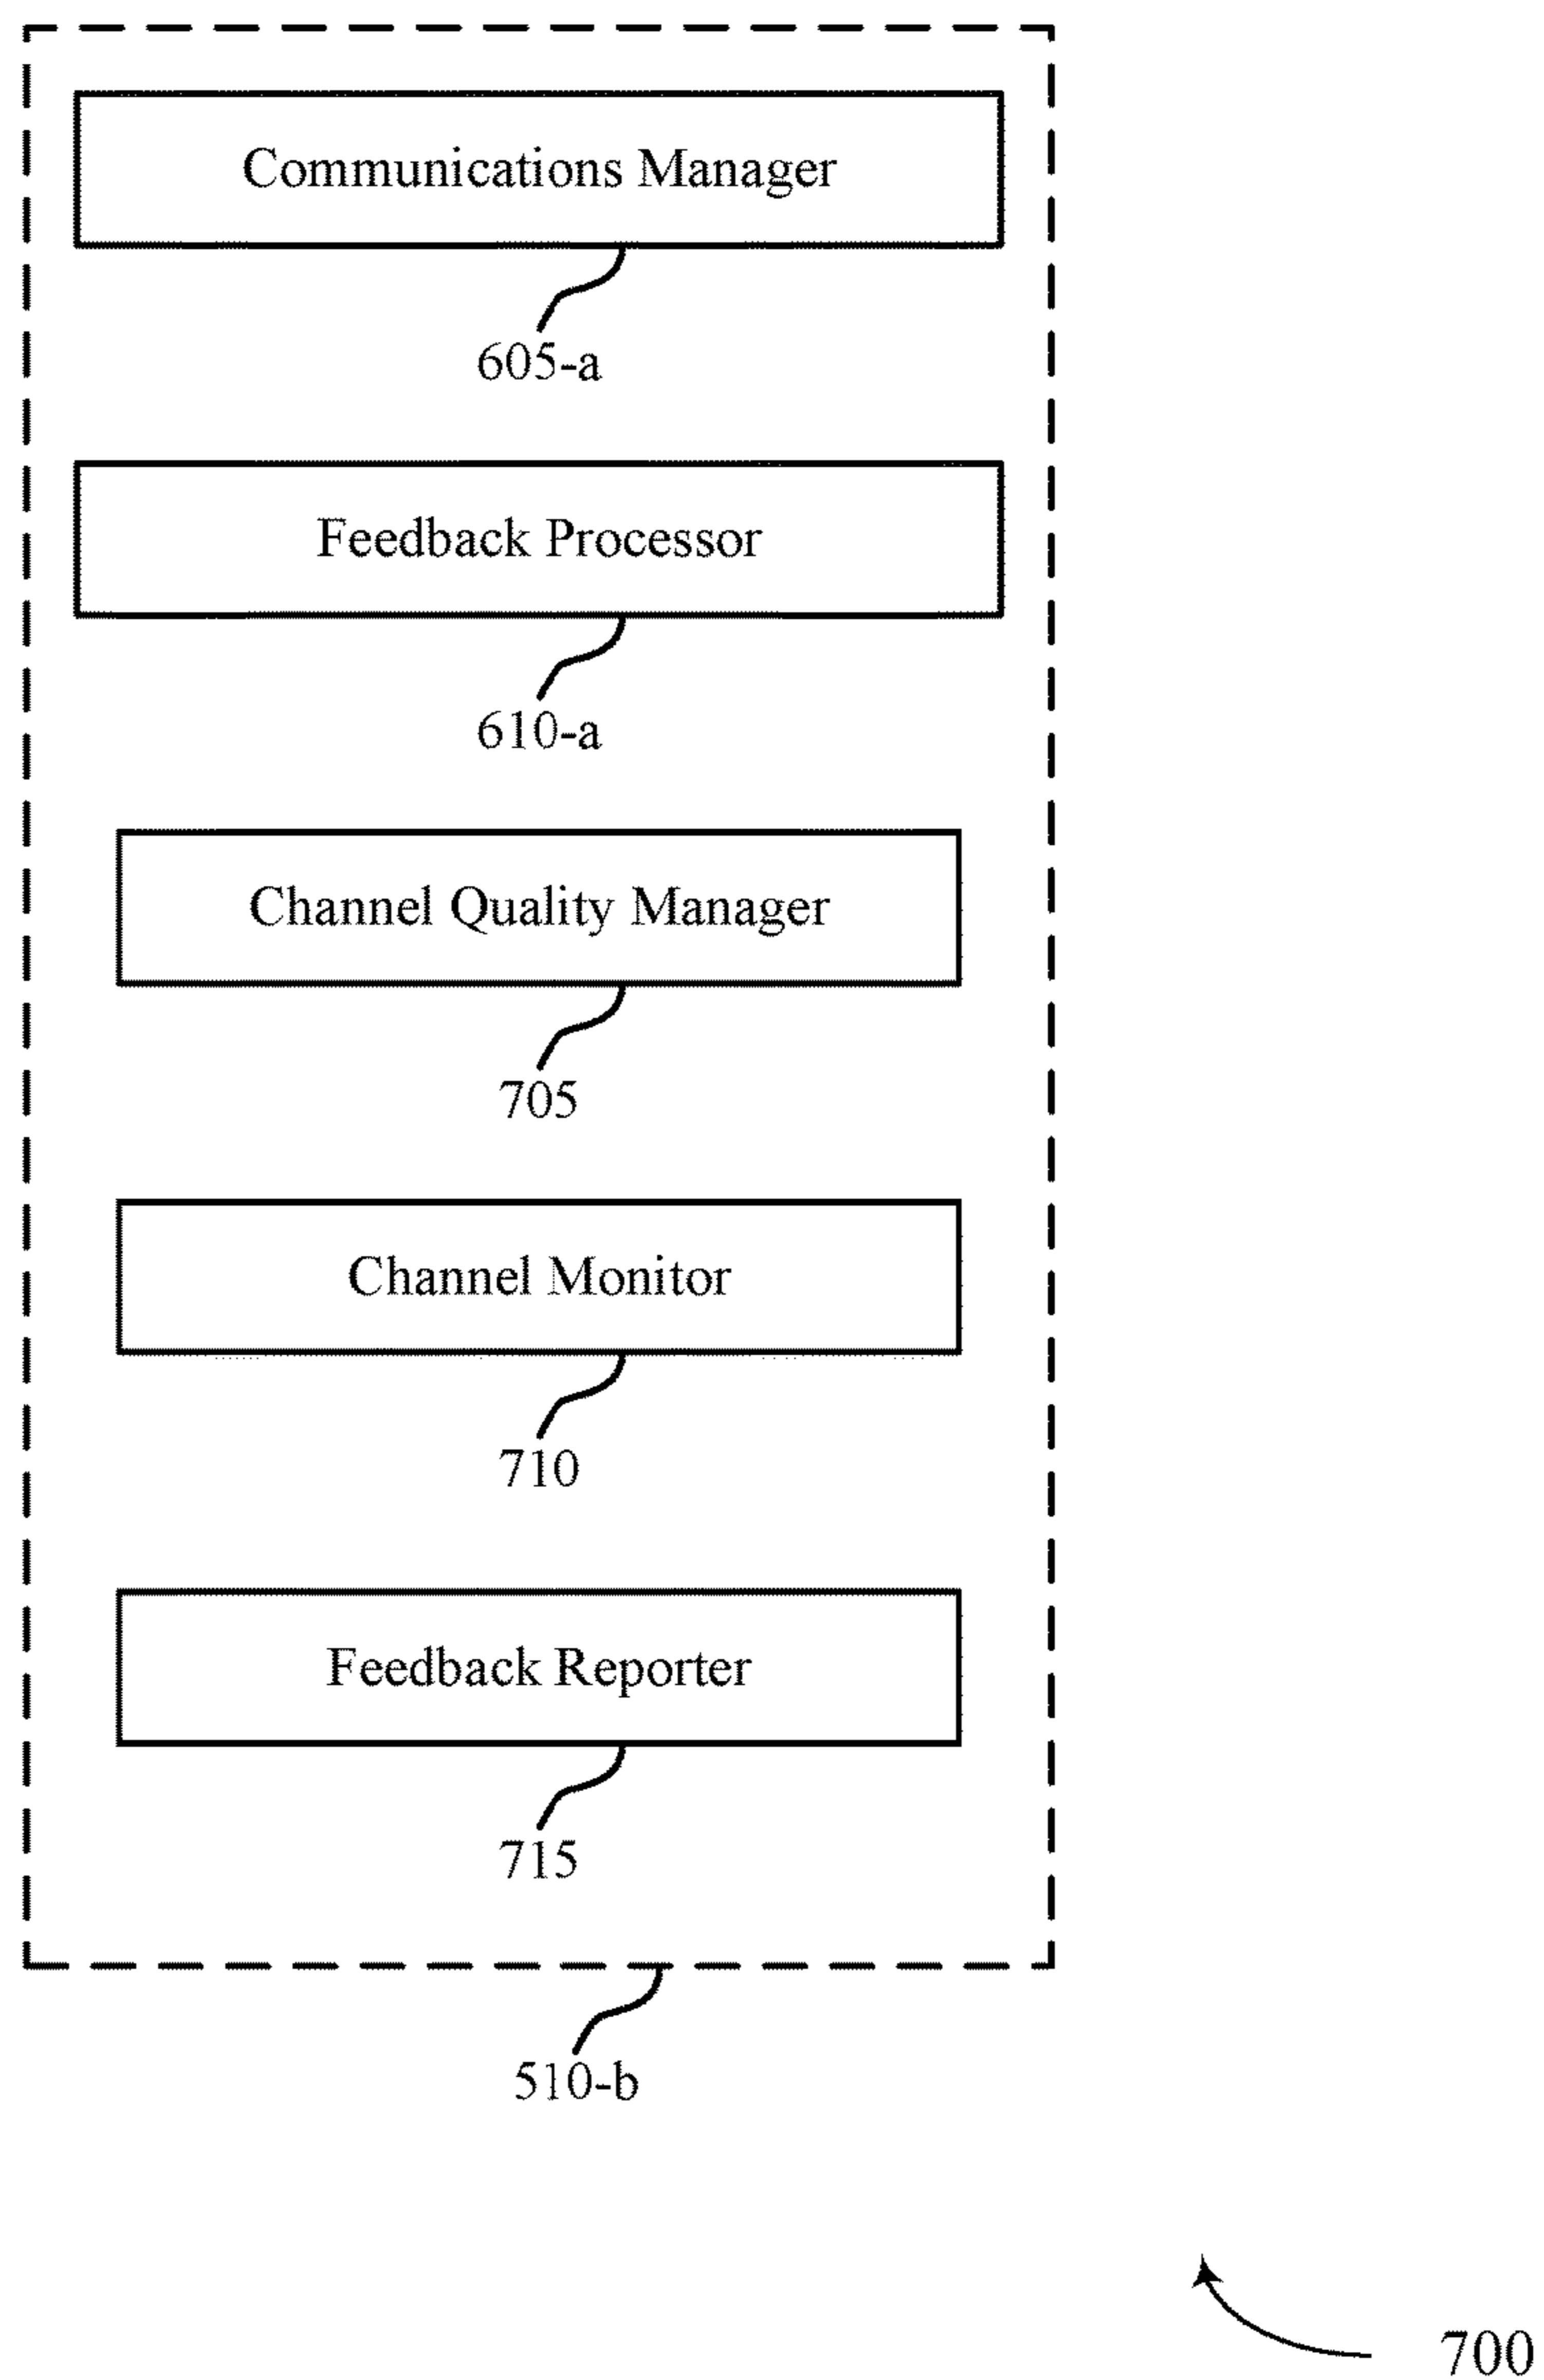 Communications Manager
605-a
Feedback Processor
610-a
Channel Quality Manager
705
Channel Monitor
710
Feedback Reporter
715
510-b
700